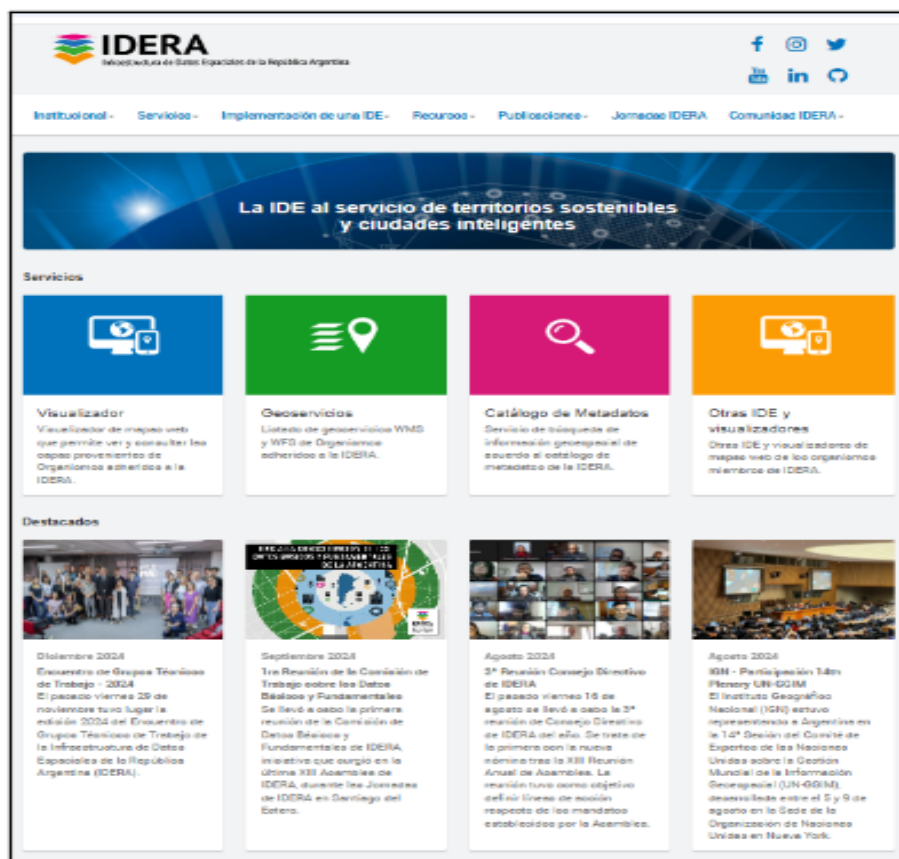 IDERA
Infraestructura de Datos Espaciales de la República Argentina
You
Tube
Institucional
Servicios
Implementación de una IDE
Recursos
Publicaciones
Jornadas IDERA
Comunidad IDERA
La IDE al servicio de territorios sostenibles
y ciudades inteligentes
Servicios
Visualizador
Visualizador de mapas web
que permite ver y consultar las
capas provenientes de
Organismos adheridos a la
IDERA.
Geoservicios
Listado de geoservicios WMS
y WFS de Organismos
adheridos a la IDERA.
Catálogo de Metadatos
Servicio de búsqueda de
información geoespacial de
acuerdo al catálogo de
metadatos de la IDERA.
Otras IDE y
visualizadores
Otras IDE y visualizadores de
mapas web de los organismos
miembros de IDERA.
Destacados
Diciembre 2024
Encuentro de Grupos Técnicos
de Trabajo - 2024
El pasado viernes 29 de
noviembre tuvo lugar la
edición 2024 del Encuentro de
Grupos Técnicos de Trabajo de
la Infraestructura de Datos
Espaciales de la República
Argentina (IDERA).
DATOS BÁSICOS Y FUNDAMENTALES
DE LA ARGENTINA
IDERA
Septiembre 2024
1ra Reunión de la Comisión de
Trabajo sobre los Datos
Básicos y Fundamentales
Se llevó a cabo la primera
reunión de la Comisión de
Datos Básicos y
Fundamentales de IDERA,
iniciativa que surgió en la
última XIII Asamblea de
IDERA, durante las Jornadas
de IDERA en Santiago del
Estero.
Agosto 2024
3ª Reunión Consejo Directivo
de IDERA
El pasado viernes 16 de
agosto se llevó a cabo la 3ª
reunión de Consejo Directivo
de IDERA del año. Se trata de
la primera con la nueva
nómina tras la XIII Reunión
Anual de Asamblea. La
reunión tuvo como objetivo
definir líneas de acción
respecto de los mandatos
establecidos por la Asamblea.
Agosto 2024
IGN - Participación 14th
Plenary UN-GGIM
El Instituto Geográfico
Nacional (IGN) estuvo
representando a Argentina en
la 14ª Sesión del Comité de
Expertos de las Naciones
Unidas sobre la Gestión
Mundial de la Información
Geoespacial (UN-GGIM),
desarrollada entre el 5 y 9 de
agosto en la Sede de la
Organización de Naciones
Unidas en Nueva York.